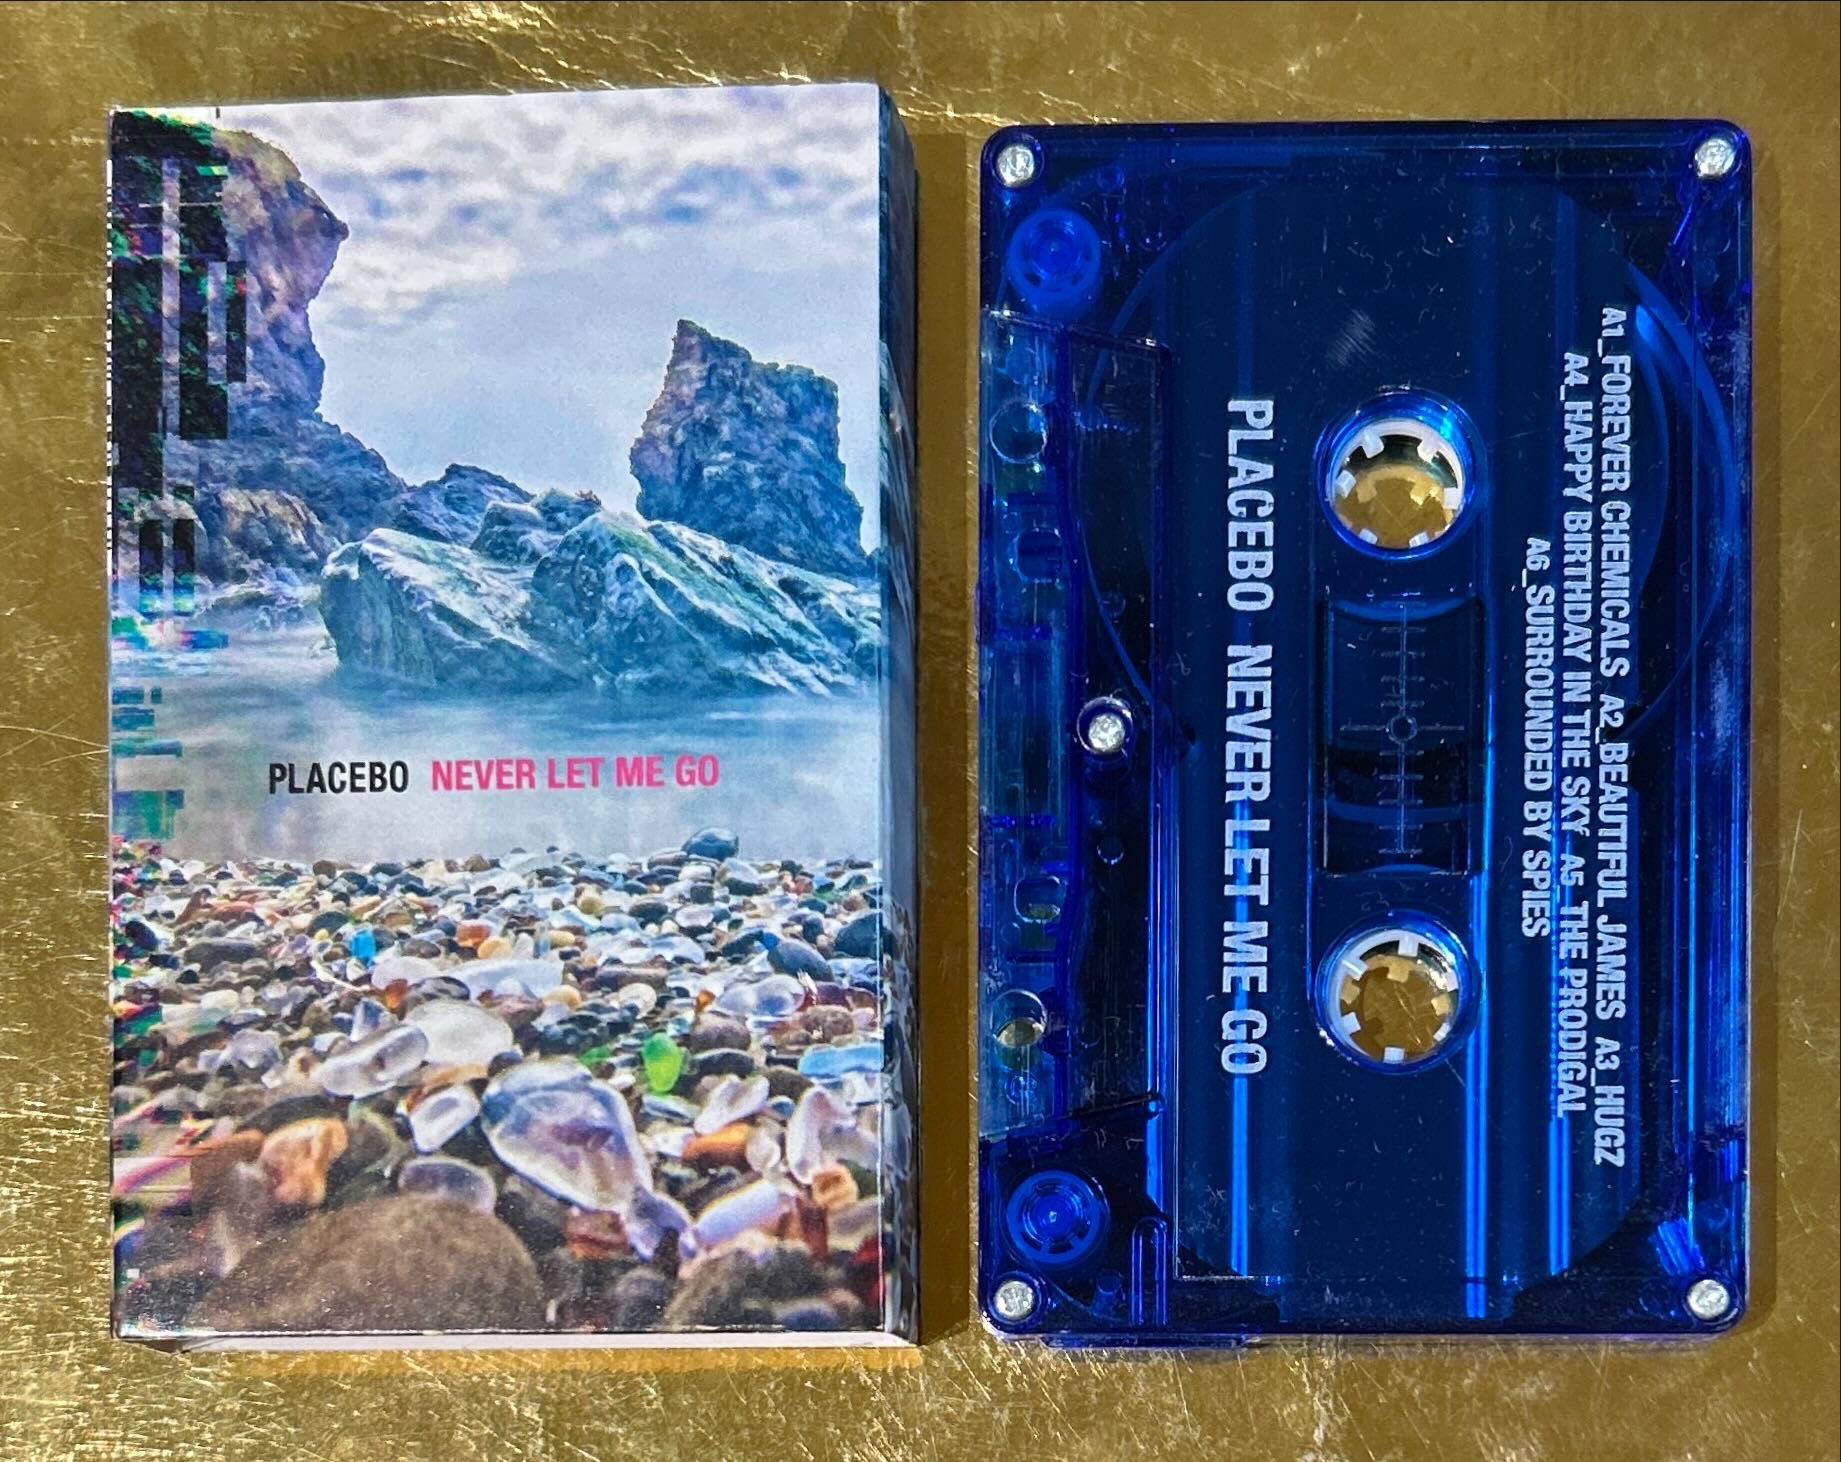 PLACEBO NEVER LET ME GO
A1_FOREVER CHEMICALS A2_BEAUTIFUL JAMES A3_HUGZ
A4_HAPPY BIRTHDAY IN THE SKY A5_THE PRODIGAL
A6_SURROUNDED BY SPIES
PLACEBO NEVER LET ME GO